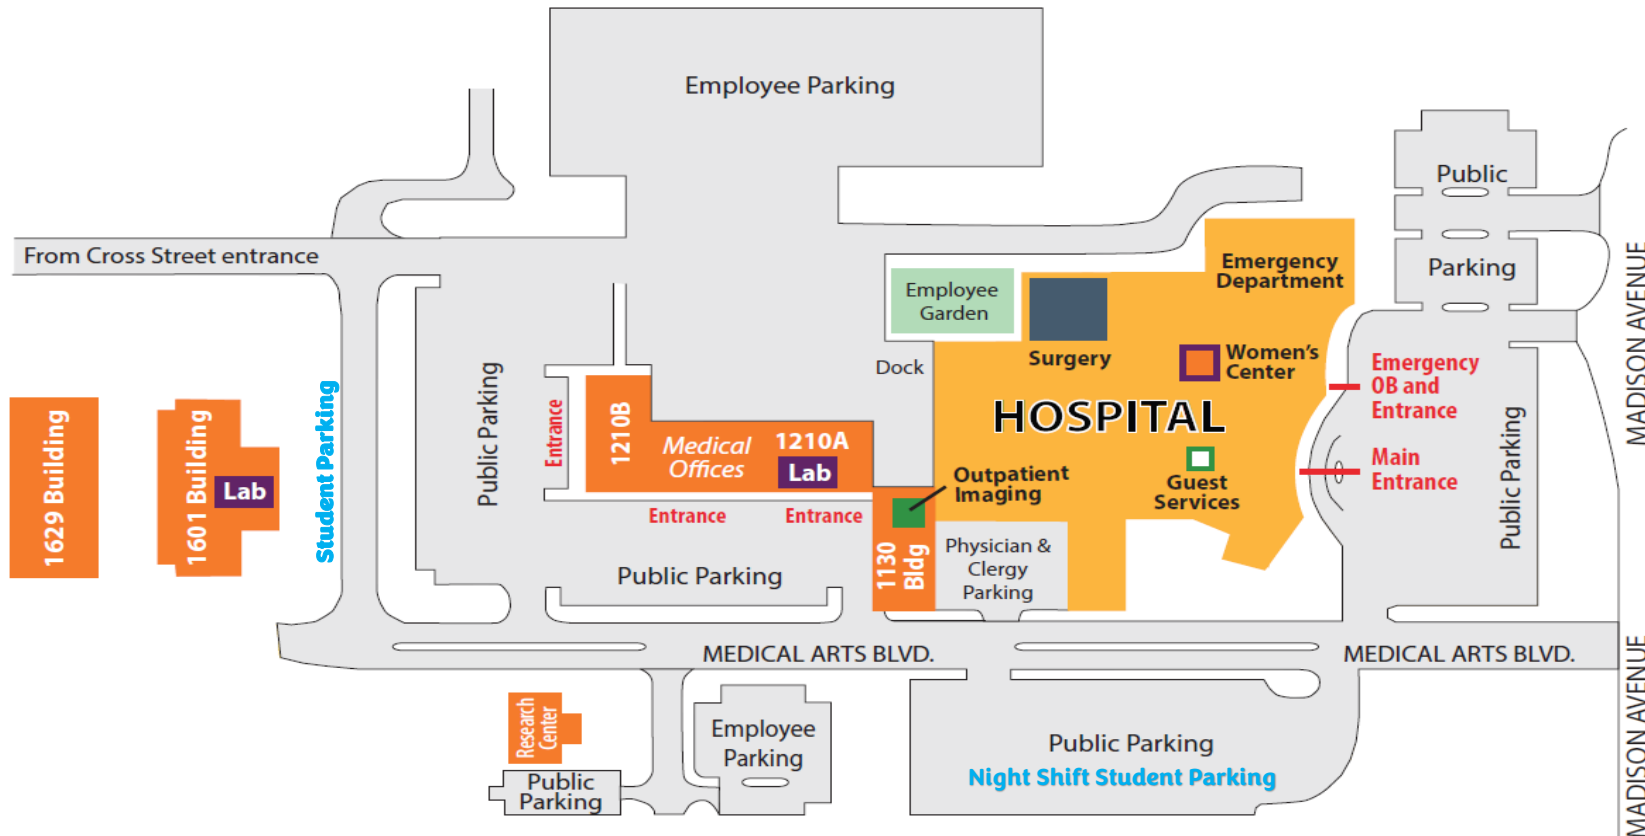 Employee Parking
Public
Parking
From Cross Street entrance
Emergency
Department
Employee
Garden
Surgery
Women's
Center
Dock
Emergency
OB and
Entrance
MADISON AVENUE
HOSPITAL
Main
Entrance
Guest
Services
Outpatient
Imaging
1629 Building
1601 Building
Lab
Student Parking
Public Parking
Entrance
1210B
Medical
Offices
1210A
Lab
Entrance
Entrance
1130
Bldg
Physician &
Clergy
Parking
Public Parking
Public Parking
MEDICAL ARTS BLVD.
MEDICAL ARTS BLVD.
MADISON AVENUE
Research
Center
Public
Parking
Employee
Parking
Public Parking
Night Shift Student Parking